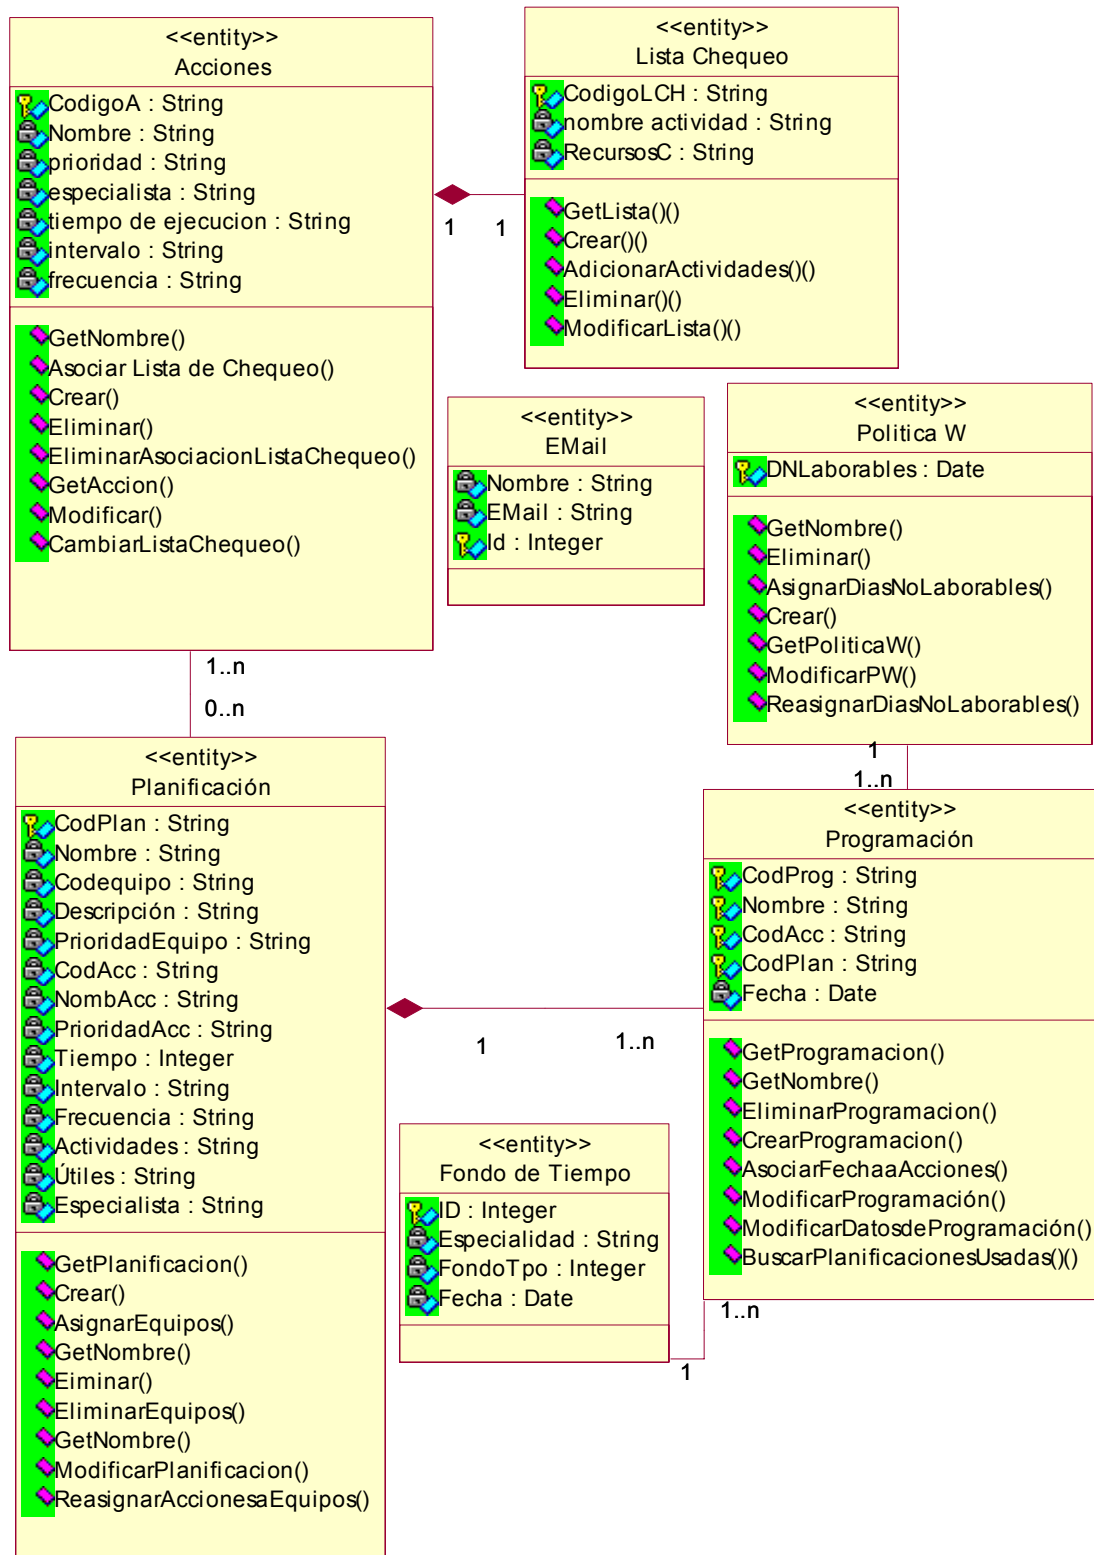 <<entity>>
Acciones
CodigoA : String
Nombre : String
prioridad : String
especialista : String
tiempo de ejecucion : String
intervalo : String
frecuencia : String
GetNombre()
Asociar Lista de Chequeo()
Crear()
Eliminar()
EliminarAsociacionListaChequeo()
GetAccion()
Modificar()
CambiarListaChequeo()
1
1
<<entity>>
Lista Chequeo
CodigoLCH : String
nombre actividad : String
RecursosC : String
GetLista()()
Crear()()
AdicionarActividades()()
Eliminar()()
ModificarLista()()
<<entity>>
EMail
Nombre : String
EMail : String
Id : Integer
<<entity>>
Politica W
DNLaborables : Date
GetNombre()
Eliminar()
AsignarDiasNoLaborables()
Crear()
GetPoliticaW()
ModificarPW()
ReasignarDiasNoLaborables()
1..n
0..n
1
1..n
<<entity>>
Planificación
CodPlan : String
Nombre : String
Codequipo : String
Descripción : String
PrioridadEquipo : String
CodAcc : String
NombAcc : String
PrioridadAcc : String
Tiempo : Integer
Intervalo : String
Frecuencia : String
Actividades : String
Útiles : String
Especialista : String
GetPlanificacion()
Crear()
AsignarEquipos()
GetNombre()
Eiminar()
EliminarEquipos()
GetNombre()
ModificarPlanificacion()
ReasignarAccionesaEquipos()
1
1..n
<<entity>>
Programación
CodProg : String
Nombre : String
CodAcc : String
CodPlan : String
Fecha : Date
GetProgramacion()
GetNombre()
EliminarProgramacion()
CrearProgramacion()
AsociarFechaaAcciones()
ModificarProgramación()
ModificarDatosdeProgramación()
BuscarPlanificacionesUsadas()()
<<entity>>
Fondo de Tiempo
ID : Integer
Especialidad : String
FondoTpo : Integer
Fecha : Date
1..n
1